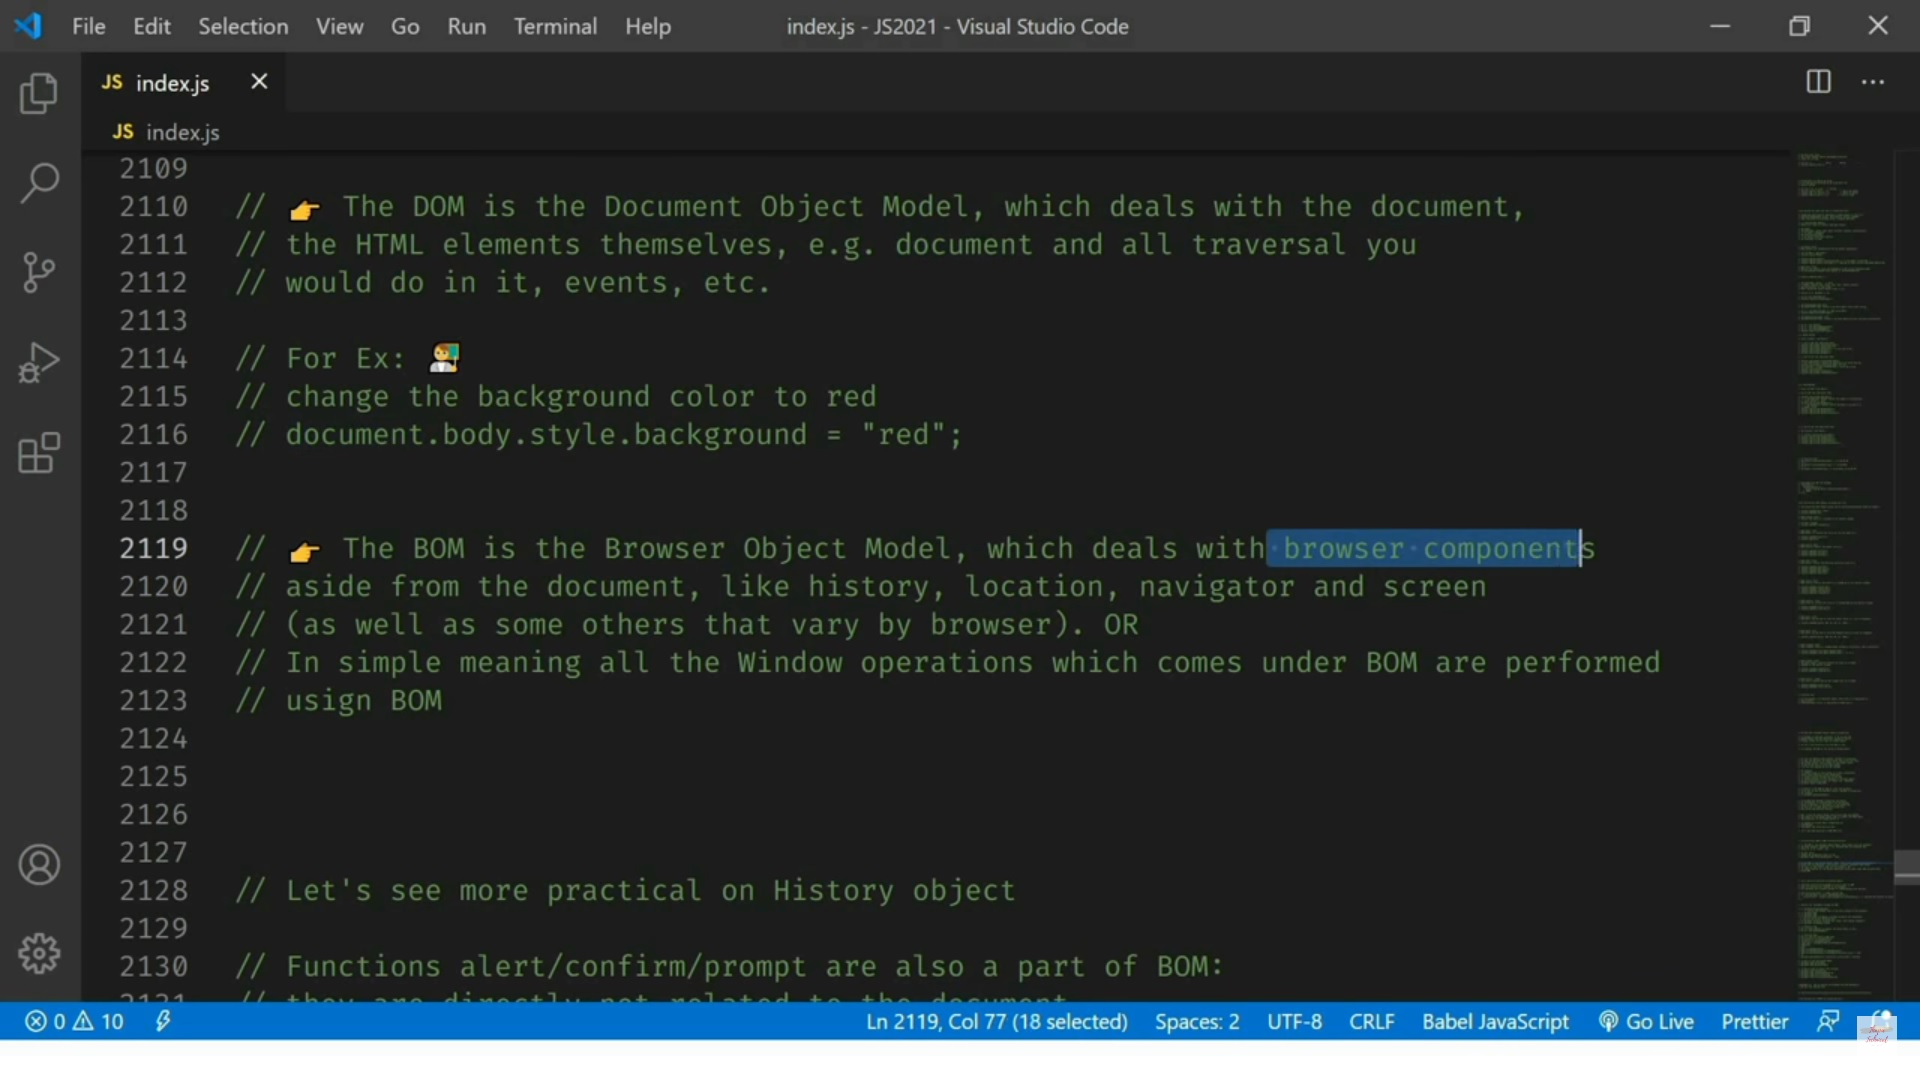 File Edit Selection View Go Run Terminal Help index.js - JS2021 - Visual Studio Code
JS index.js
JS index.js
2109
2110 // 👉 The DOM is the Document Object Model, which deals with the document,
2111 // the HTML elements themselves, e.g. document and all traversal you
2112 // would do in it, events, etc.
2113
2114 // For Ex: 👨‍🏫
2115 // change the background color to red
2116 // document.body.style.background = "red";
2117
2118
2119 // 👉 The BOM is the Browser Object Model, which deals with browser components
2120 // aside from the document, like history, location, navigator and screen
2121 // (as well as some others that vary by browser). OR
2122 // In simple meaning all the Window operations which comes under BOM are performed
2123 // usign BOM
2124
2125
2126
2127
2128 // Let's see more practical on History object
2129
2130 // Functions alert/confirm/prompt are also a part of BOM:
2131 // they are directly not related to the document
0 10 Ln 2119, Col 77 (18 selected) Spaces: 2 UTF-8 CRLF Babel JavaScript Go Live Prettier